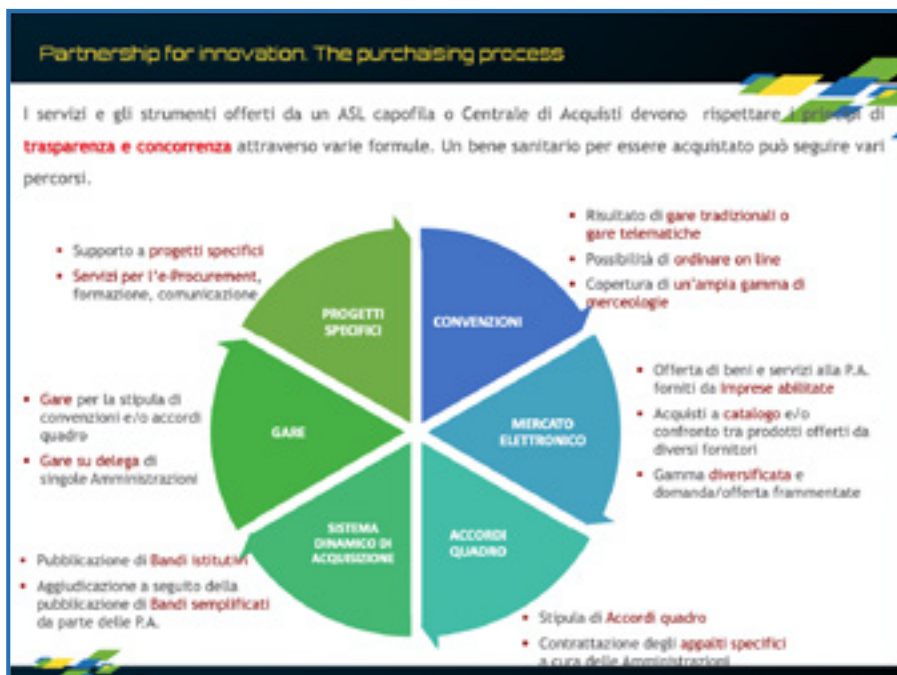 Partnership for innovation. The purchaising process
I servizi e gli strumenti offerti da un ASL capofila o Centrale di Acquisti devono rispettare i principi di
trasparenza e concorrenza attraverso varie formule. Un bene sanitario per essere acquistato può seguire vari
percorsi.
▪ Supporto a progetti specifici
▪ Servizi per l'e-Procurement,
formazione, comunicazione
▪ Risultato di gare tradizionali o
gare telematiche
▪ Possibilità di ordinare on line
▪ Copertura di un'ampia gamma di
merceologie
PROGETTI
SPECIFICI
CONVENZIONI
▪ Gare per la stipula di
convenzioni e/o accordi
quadro
▪ Gare su delega di
singole Amministrazioni
GARE
MERCATO
ELETTRONICO
▪ Offerta di beni e servizi alla P.A.
forniti da Imprese abilitate
▪ Acquisti a catalogo e/o
confronto tra prodotti offerti da
diversi fornitori
▪ Gamma diversificata e
domanda/offerta frammentate
SISTEMA
DINAMICO DI
ACQUISIZIONE
ACCORDI
QUADRO
▪ Pubblicazione di Bandi istitutivi
▪ Aggiudicazione a seguito della
pubblicazione di Bandi semplificati
da parte delle P.A.
▪ Stipula di Accordi quadro
▪ Contrattazione degli appalti specifici
a cura delle Amministrazioni